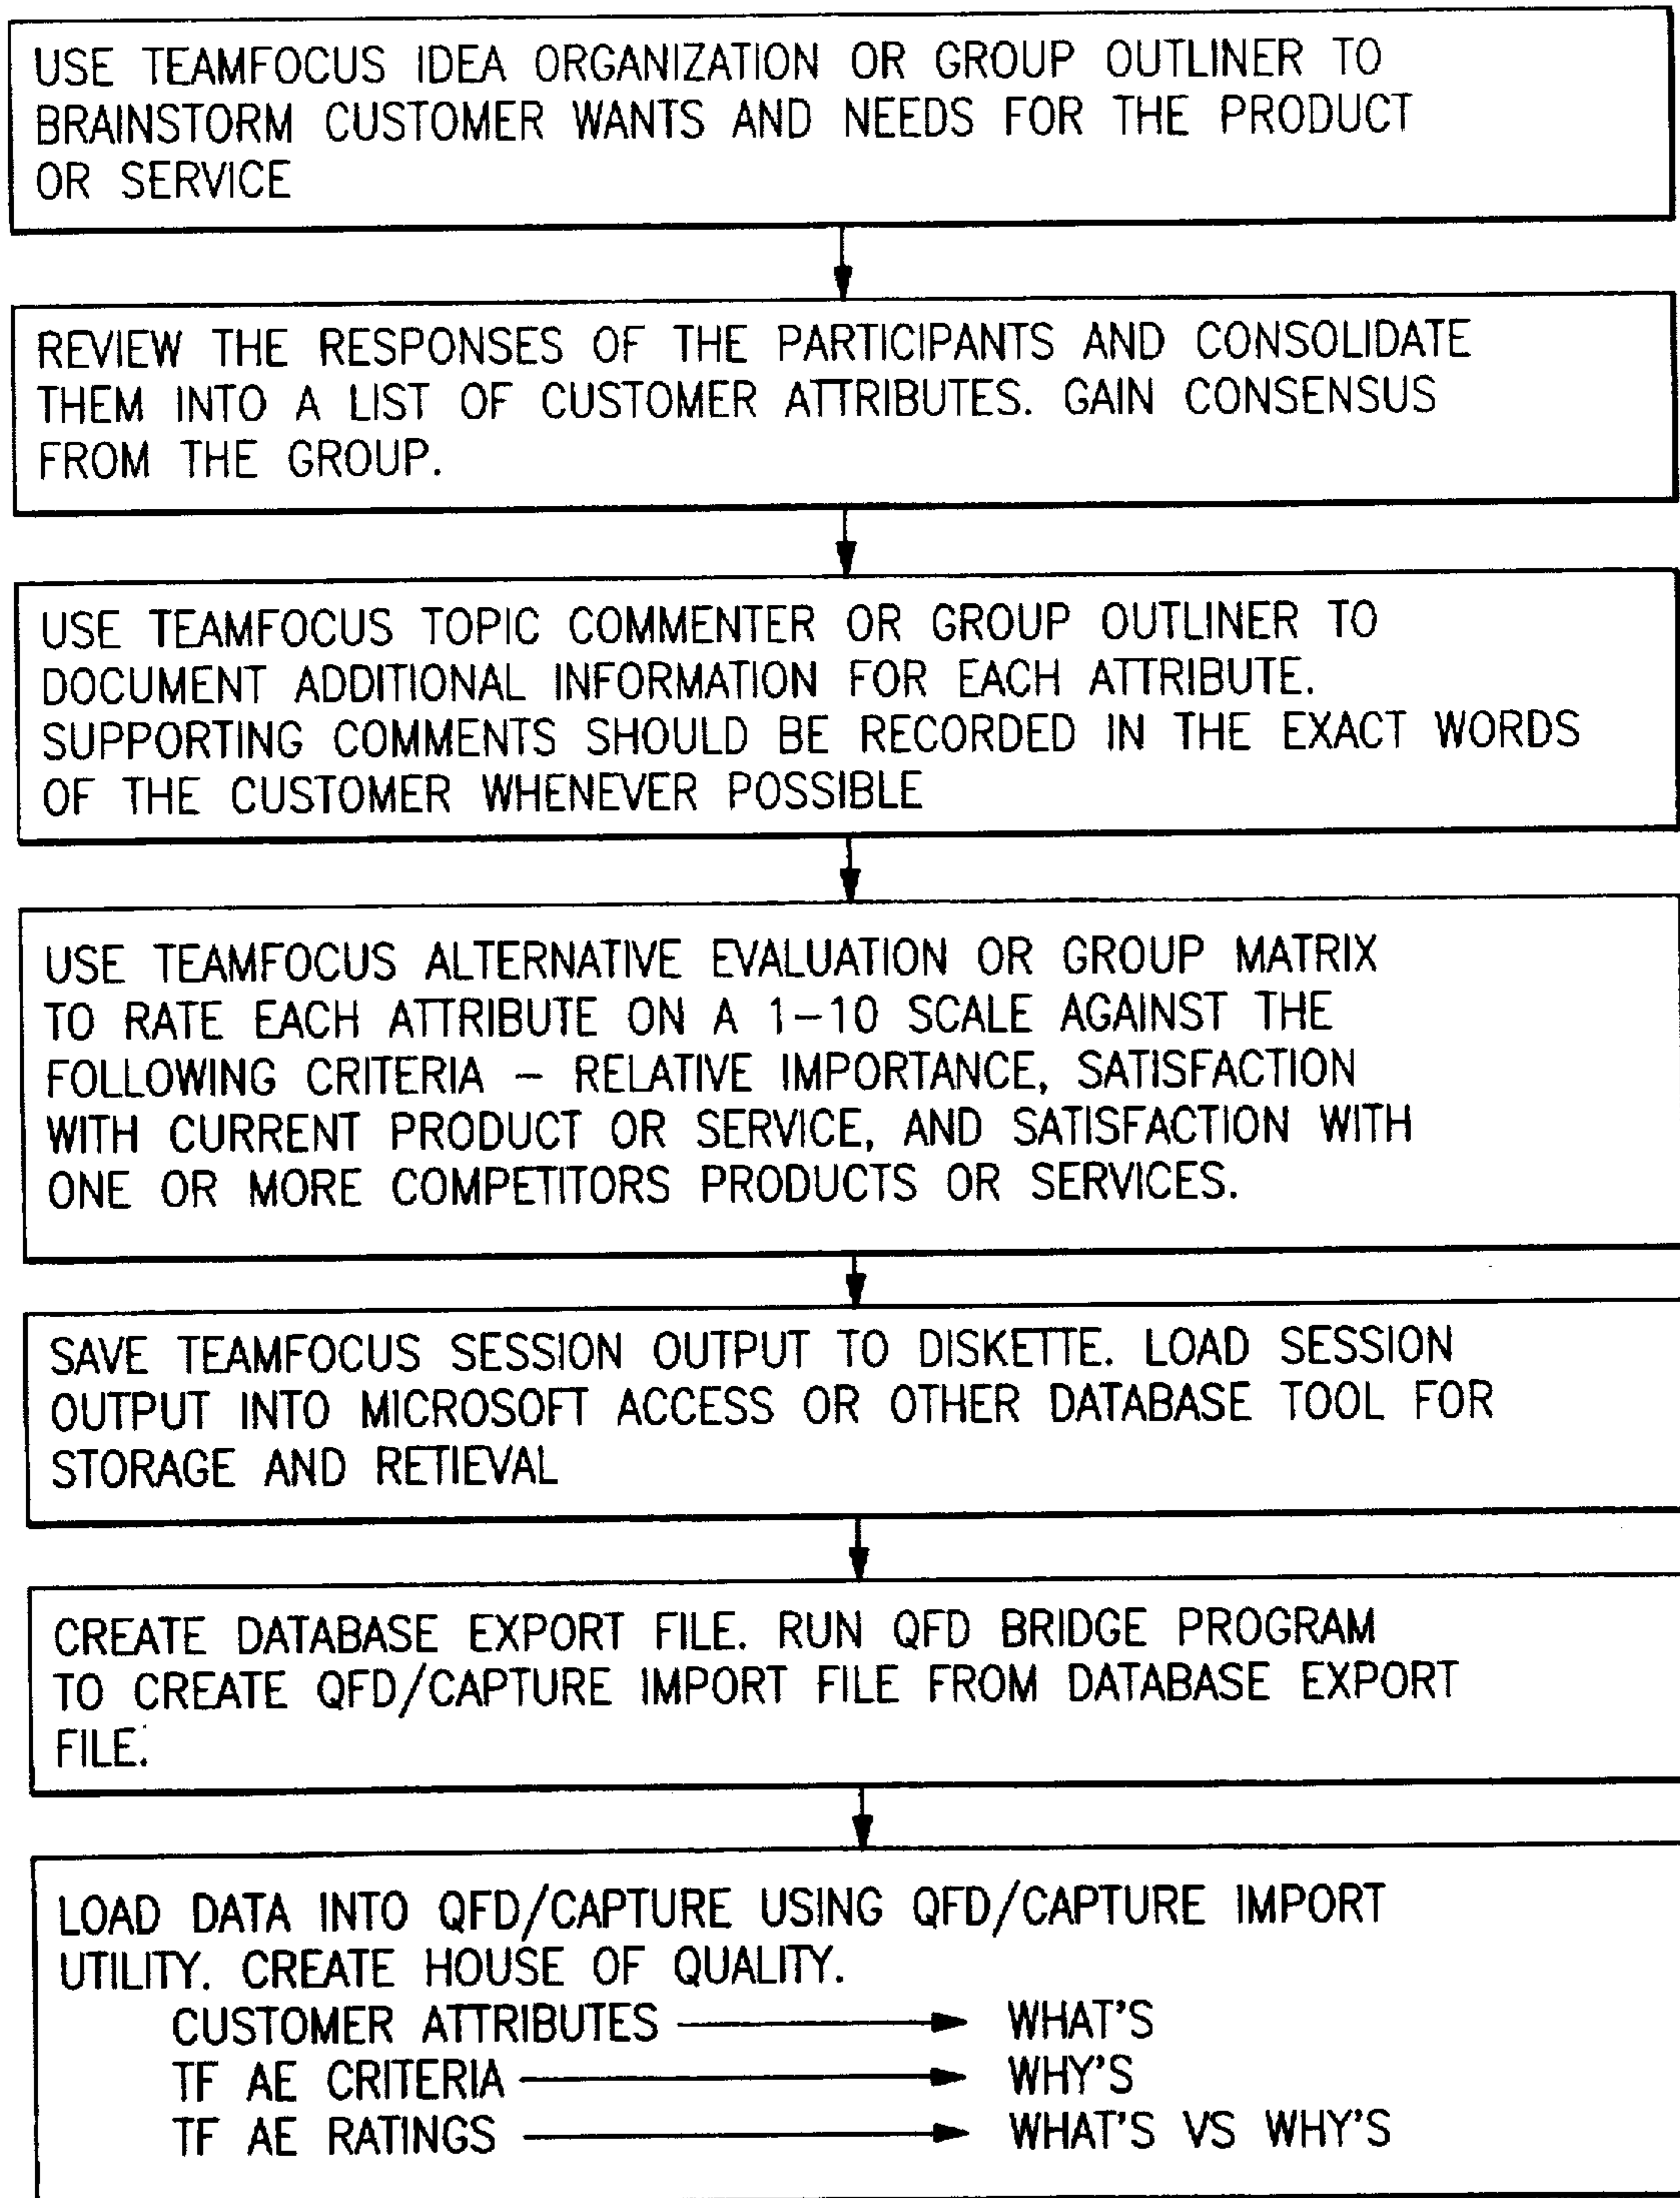 USE TEAMFOCUS IDEA ORGANIZATION OR GROUP OUTLINER TO
BRAINSTORM CUSTOMER WANTS AND NEEDS FOR THE PRODUCT
OR SERVICE
REVIEW THE RESPONSES OF THE PARTICIPANTS AND CONSOLIDATE
THEM INTO A LIST OF CUSTOMER ATTRIBUTES. GAIN CONSENSUS
FROM THE GROUP.
USE TEAMFOCUS TOPIC COMMENTER OR GROUP OUTLINER TO
DOCUMENT ADDITIONAL INFORMATION FOR EACH ATTRIBUTE.
SUPPORTING COMMENTS SHOULD BE RECORDED IN THE EXACT WORDS
OF THE CUSTOMER WHENEVER POSSIBLE
USE TEAMFOCUS ALTERNATIVE EVALUATION OR GROUP MATRIX
TO RATE EACH ATTRIBUTE ON A 1-10 SCALE AGAINST THE
FOLLOWING CRITERIA – RELATIVE IMPORTANCE, SATISFACTION
WITH CURRENT PRODUCT OR SERVICE, AND SATISFACTION WITH
ONE OR MORE COMPETITORS PRODUCTS OR SERVICES.
SAVE TEAMFOCUS SESSION OUTPUT TO DISKETTE. LOAD SESSION
OUTPUT INTO MICROSOFT ACCESS OR OTHER DATABASE TOOL FOR
STORAGE AND RETIEVAL
CREATE DATABASE EXPORT FILE. RUN QFD BRIDGE PROGRAM
TO CREATE QFD/CAPTURE IMPORT FILE FROM DATABASE EXPORT
FILE.
LOAD DATA INTO QFD/CAPTURE USING QFD/CAPTURE IMPORT
UTILITY. CREATE HOUSE OF QUALITY.
CUSTOMER ATTRIBUTES → WHAT'S
TF AE CRITERIA → WHY'S
TF AE RATINGS → WHAT'S VS WHY'S